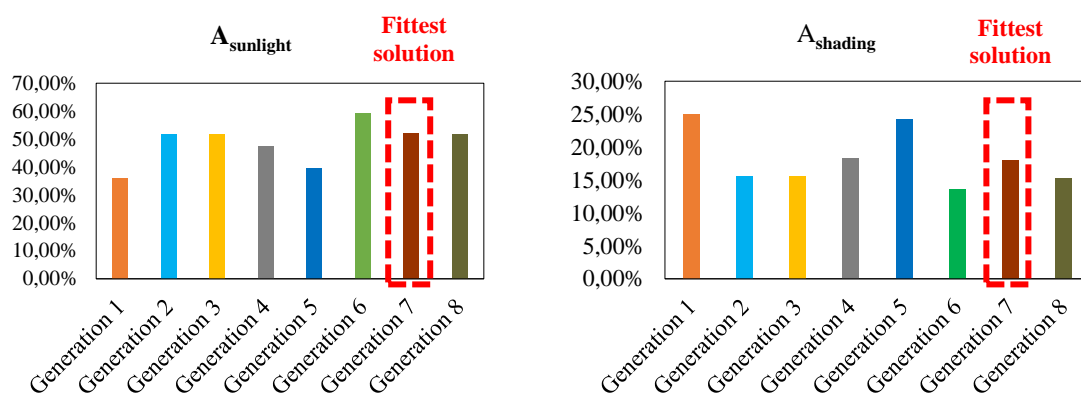 A sunlight
Fittest
solution
70,00%
60,00%
50,00%
40,00%
30,00%
20,00%
10,00%
0,00%
Generation 1
Generation 2
Generation 3
Generation 4
Generation 5
Generation 6
Generation 7
Generation 8
A shading
Fittest
solution
30,00%
25,00%
20,00%
15,00%
10,00%
5,00%
0,00%
Generation 1
Generation 2
Generation 3
Generation 4
Generation 5
Generation 6
Generation 7
Generation 8